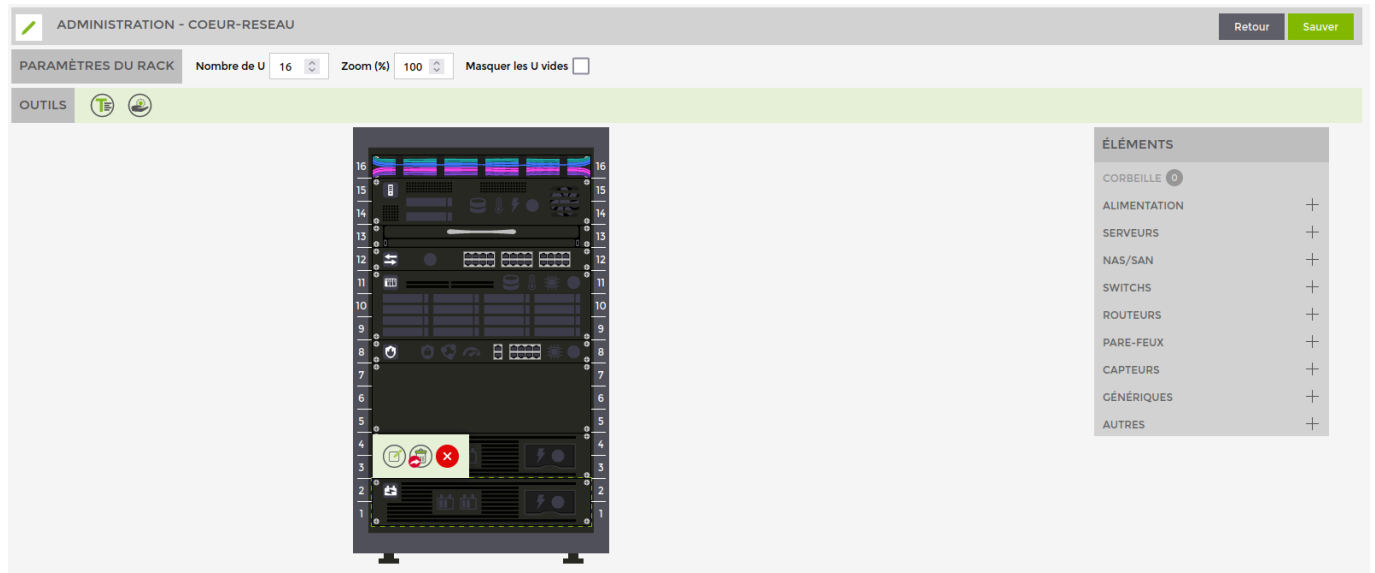 ADMINISTRATION - COEUR-RESEAU
Retour
Sauver
PARAMÈTRES DU RACK
Nombre de U 16
Zoom (%) 100
Masquer les U vides
OUTILS
T
ÉLÉMENTS
CORBEILLE 0
ALIMENTATION
SERVEURS
NAS/SAN
SWITCHS
ROUTEURS
PARE-FEUX
CAPTEURS
GÉNÉRIQUES
AUTRES
16 16
15 15
14 14
13 13
12 12
11 11
10 10
9 9
8 8
7 7
6 6
5 5
4 4
3 3
2 2
1 1